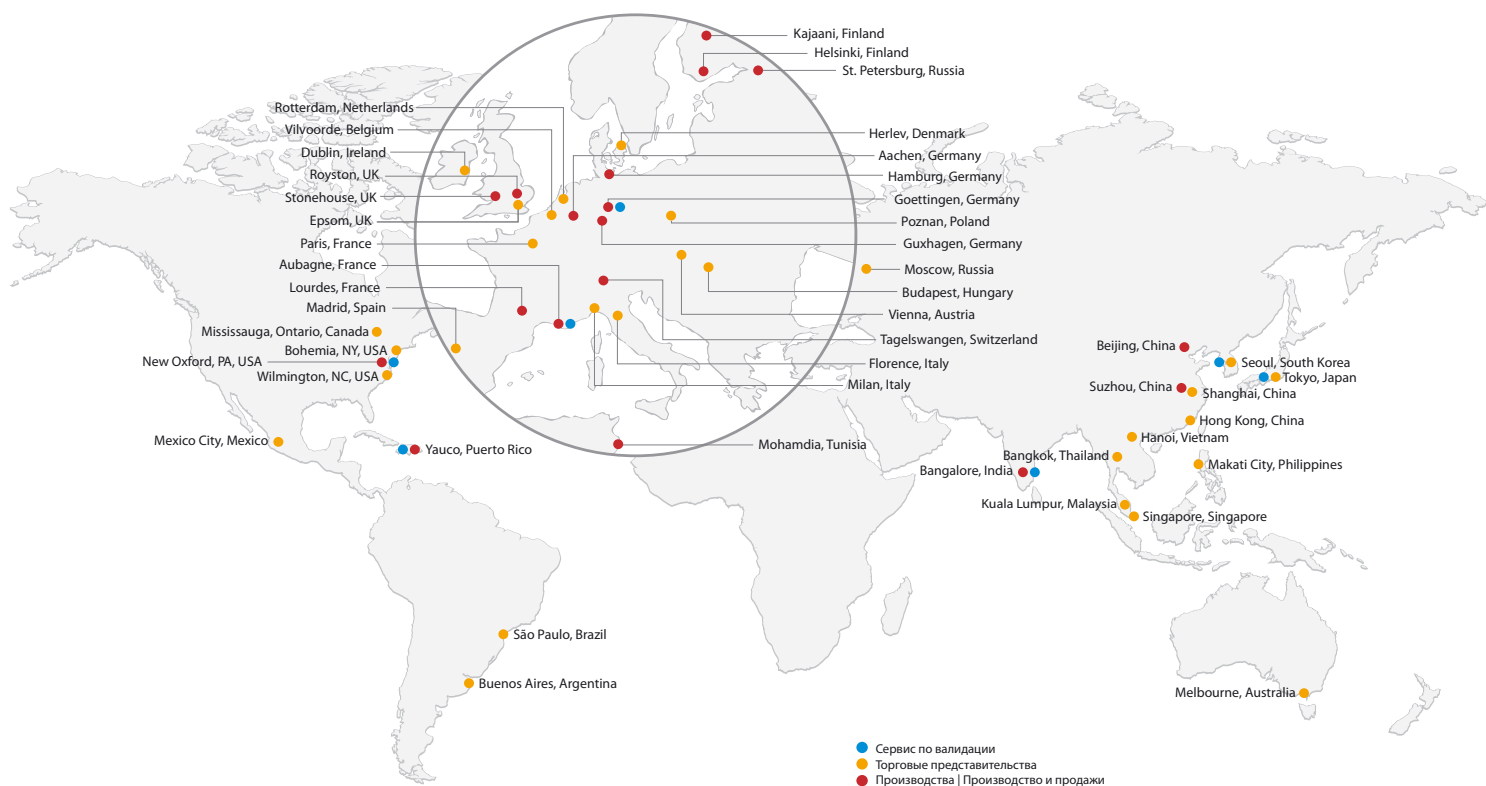 Kajaani, Finland
Helsinki, Finland
St. Petersburg, Russia
Rotterdam, Netherlands
Vilvoorde, Belgium
Dublin, Ireland
Royston, UK
Stonehouse, UK
Epsom, UK
Paris, France
Aubagne, France
Lourdes, France
Madrid, Spain
Mississauga, Ontario, Canada
Bohemia, NY, USA
New Oxford, PA, USA
Wilmington, NC, USA
Mexico City, Mexico
Yauco, Puerto Rico
Herlev, Denmark
Aachen, Germany
Hamburg, Germany
Goettingen, Germany
Poznan, Poland
Guxhagen, Germany
Moscow, Russia
Budapest, Hungary
Vienna, Austria
Tagelswangen, Switzerland
Florence, Italy
Milan, Italy
Mohamdia, Tunisia
Beijing, China
Seoul, South Korea
Tokyo, Japan
Suzhou, China
Shanghai, China
Hong Kong, China
Hanoi, Vietnam
Bangkok, Thailand
Makati City, Philippines
Bangalore, India
Kuala Lumpur, Malaysia
Singapore, Singapore
São Paulo, Brazil
Buenos Aires, Argentina
Melbourne, Australia
Сервис по валидации
Торговые представительства
Производства | Производство и продажи